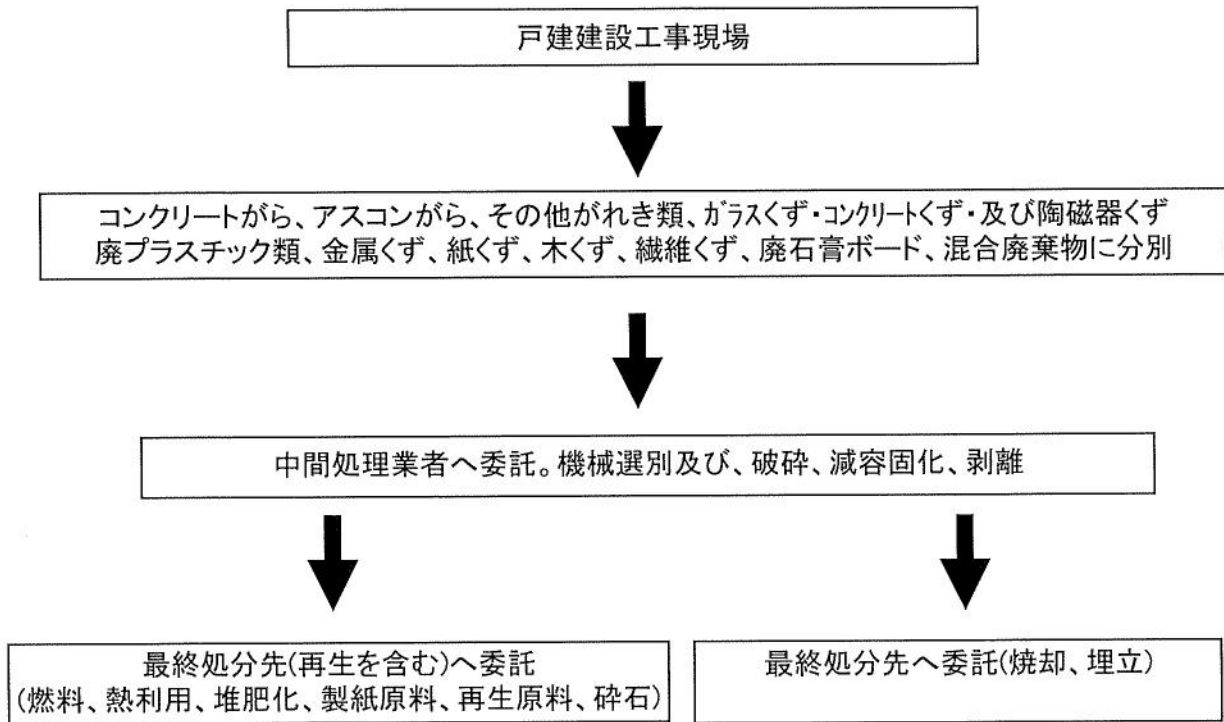 戸建建設工事現場
コンクリートがら、アスコンがら、その他がれき類、ガラスくず・コンクリートくず・及び陶磁器くず
廃プラスチック類、金属くず、紙くず、木くず、繊維くず、廃石膏ボード、混合廃棄物に分別
中間処理業者へ委託。機械選別及び、破砕、減容固化、剥離
最終処分先(再生を含む)へ委託
(燃料、熱利用、堆肥化、製紙原料、再生原料、砕石)
最終処分先へ委託(焼却、埋立)